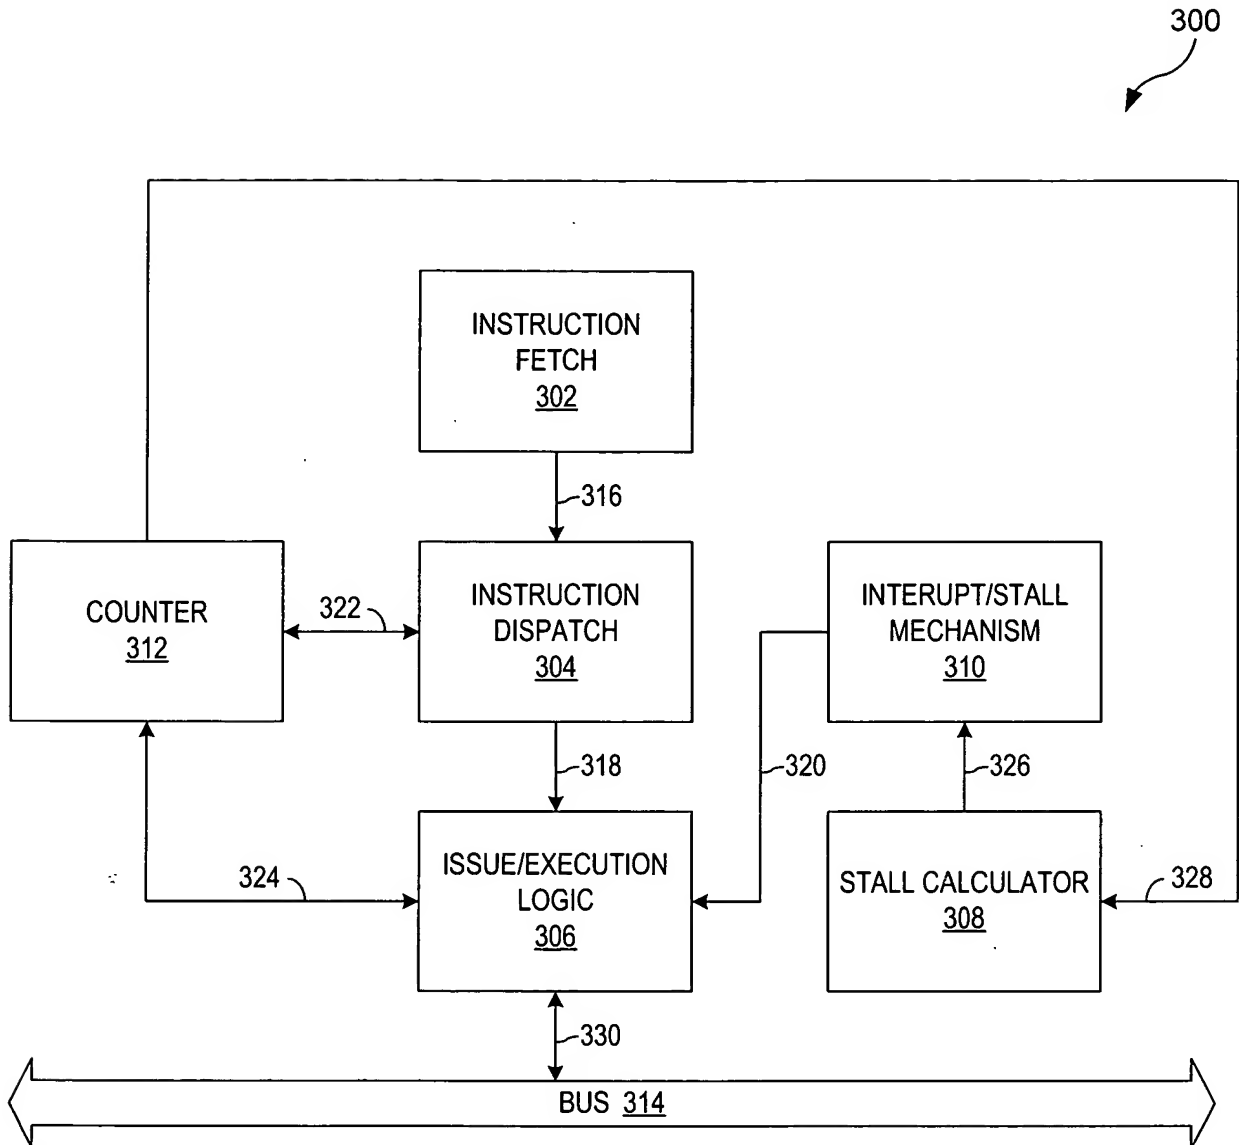 300
INSTRUCTION
FETCH
302
316
COUNTER
312
322
INSTRUCTION
DISPATCH
304
INTERUPT/STALL
MECHANISM
310
318
320
326
324
ISSUE/EXECUTION
LOGIC
306
STALL CALCULATOR
308
328
330
BUS 314